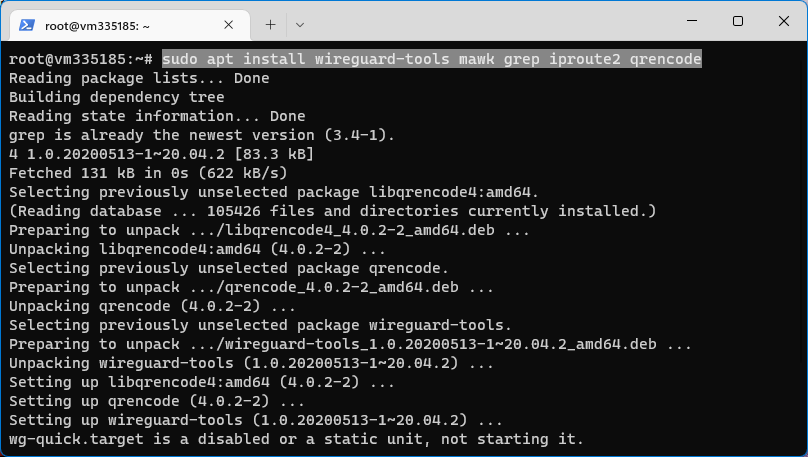 root@vm335185: ~
root@vm335185:~# sudo apt install wireguard-tools mawk grep iproute2 qrencode
Reading package lists... Done
Building dependency tree
Reading state information... Done
grep is already the newest version (3.4-1).
4 1.0.20200513-1~20.04.2 [83.3 kB]
Fetched 131 kB in 0s (622 kB/s)
Selecting previously unselected package libqrencode4:amd64.
(Reading database ... 105426 files and directories currently installed.)
Preparing to unpack .../libqrencode4_4.0.2-2_amd64.deb ...
Unpacking libqrencode4:amd64 (4.0.2-2) ...
Selecting previously unselected package qrencode.
Preparing to unpack .../qrencode_4.0.2-2_amd64.deb ...
Unpacking qrencode (4.0.2-2) ...
Selecting previously unselected package wireguard-tools.
Preparing to unpack .../wireguard-tools_1.0.20200513-1~20.04.2_amd64.deb ...
Unpacking wireguard-tools (1.0.20200513-1~20.04.2) ...
Setting up libqrencode4:amd64 (4.0.2-2) ...
Setting up qrencode (4.0.2-2) ...
Setting up wireguard-tools (1.0.20200513-1~20.04.2) ...
wg-quick.target is a disabled or a static unit, not starting it.